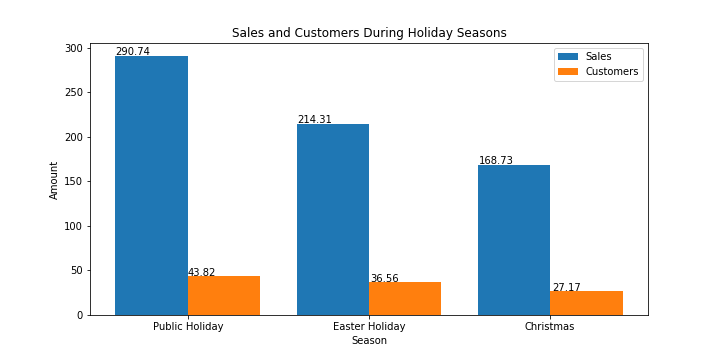 Sales and Customers During Holiday Seasons
Sales
Customers
290.74
214.31
168.73
43.82
36.56
27.17
300
250
200
150
100
50
0
Amount
Public Holiday
Easter Holiday
Christmas
Season